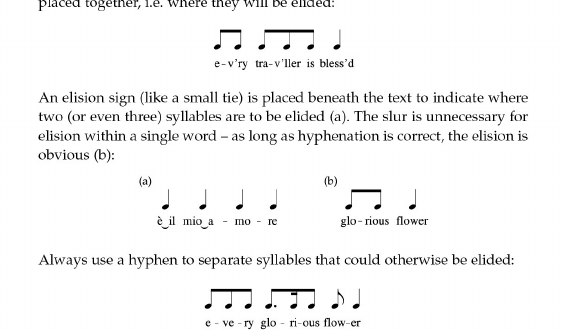 placed together, i.e. where they will be elided:
e - v'ry tra - v'ller is bless'd
An elision sign (like a small tie) is placed beneath the text to indicate where
two (or even three) syllables are to be elided (a). The slur is unnecessary for
elision within a single word – as long as hyphenation is correct, the elision is
obvious (b):
(a) (b)
è‿il mio‿a - mo - re glo - rious flower
Always use a hyphen to separate syllables that could otherwise be elided:
e - ve - ry glo - ri - ous flow - er